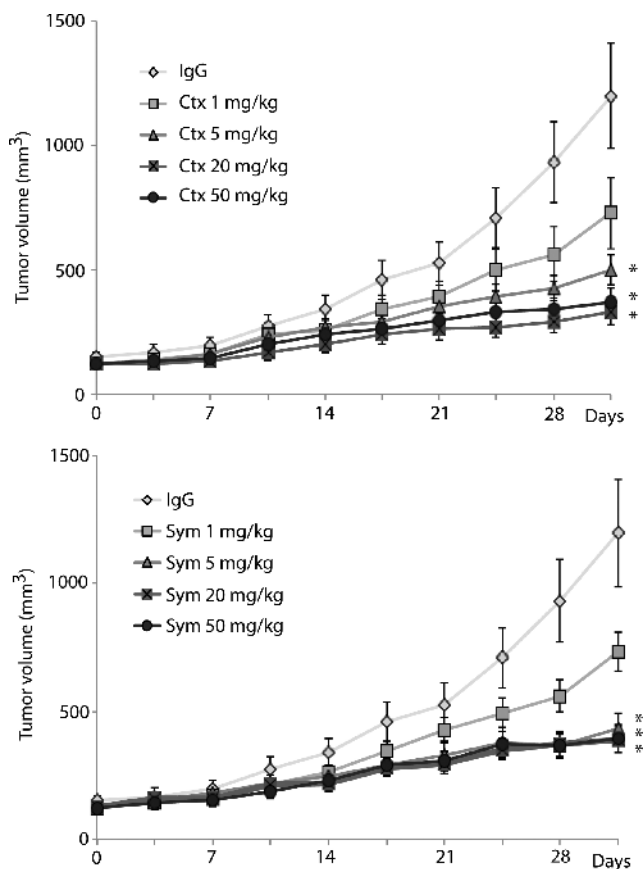 1500
IgG
Ctx 1 mg/kg
1000
Ctx 5 mg/kg
Ctx 20 mg/kg
Ctx 50 mg/kg
Tumor volume (mm³)
500
*
*
*
0
0 7 14 21 28 Days
1500
IgG
Sym 1 mg/kg
Sym 5 mg/kg
1000
Sym 20 mg/kg
Sym 50 mg/kg
Tumor volume (mm³)
500
*
*
*
0
0 7 14 21 28 Days